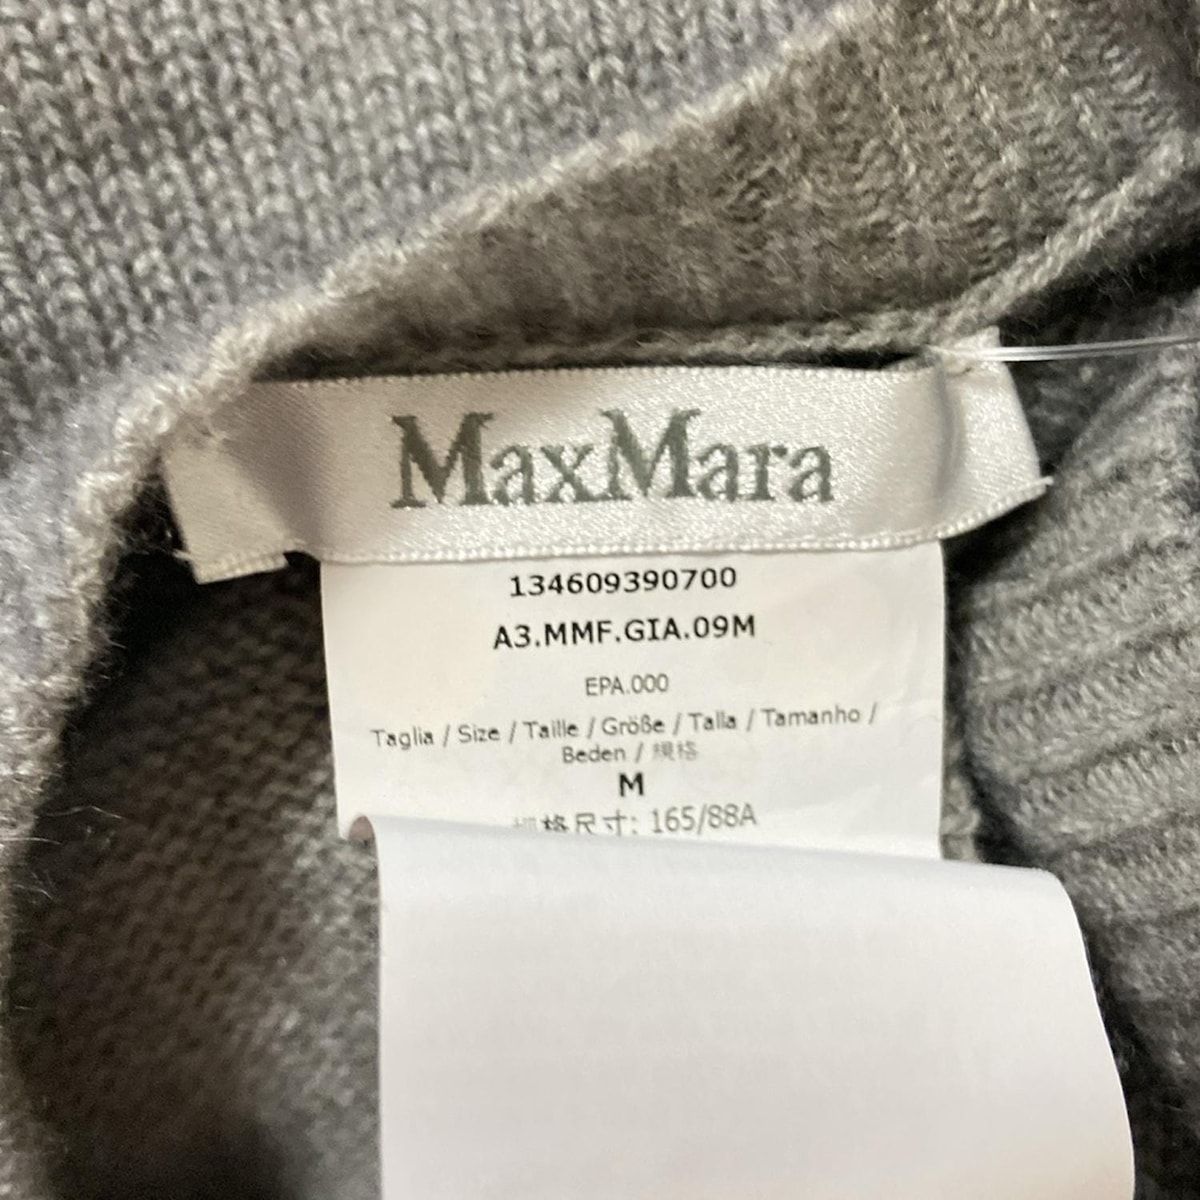 MaxMara
134609390700
A3.MMF.GIA.09M
EPA.000
Taglia / Size / Taille / Größe / Talla / Tamanho /
Beden / 規格
M
格尺寸: 165/88A